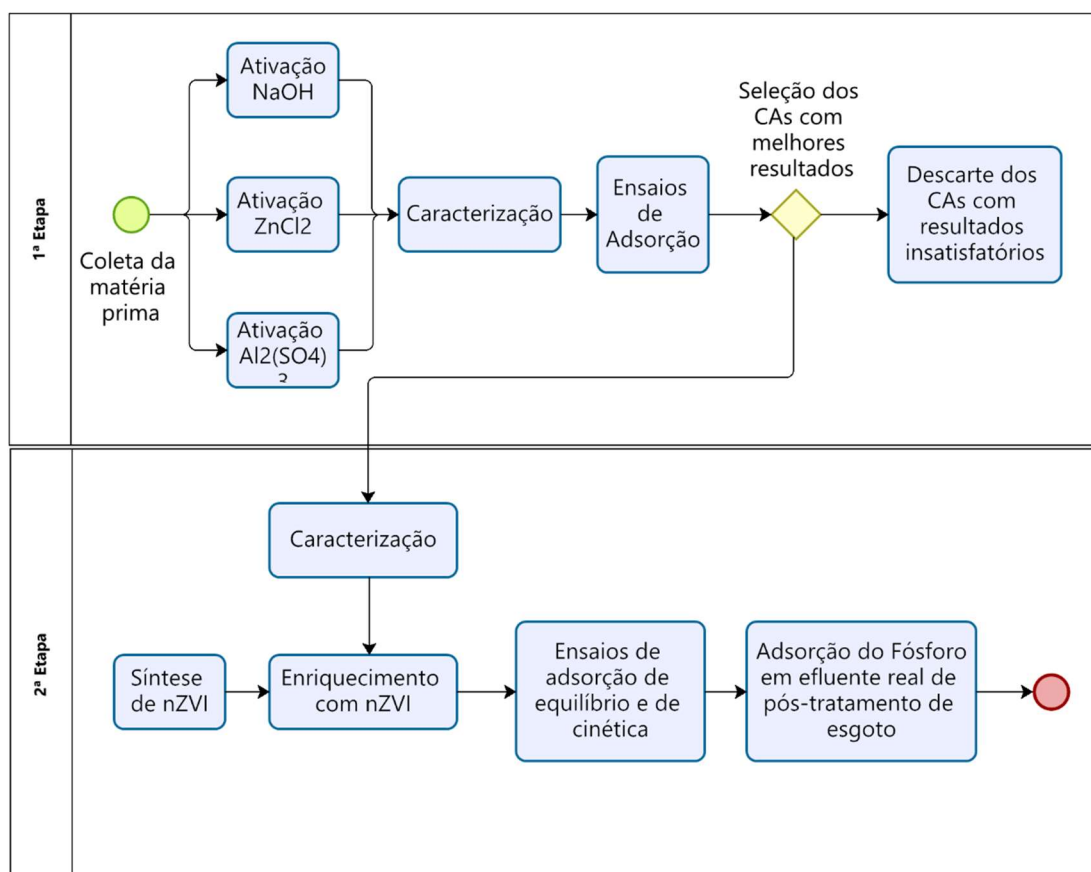 1ª Etapa
Coleta da
matéria
prima
Ativação
NaOH
Ativação
ZnCl2
Ativação
Al2(SO4)
3
Caracterização
Ensaios
de
Adsorção
Seleção dos
CAs com
melhores
resultados
Descarte dos
CAs com
resultados
insatisfatórios
2ª Etapa
Caracterização
Síntese
de nZVI
Enriquecimento
com nZVI
Ensaios de
adsorção de
equilíbrio e de
cinética
Adsorção do Fósforo
em efluente real de
pós-tratamento de
esgoto